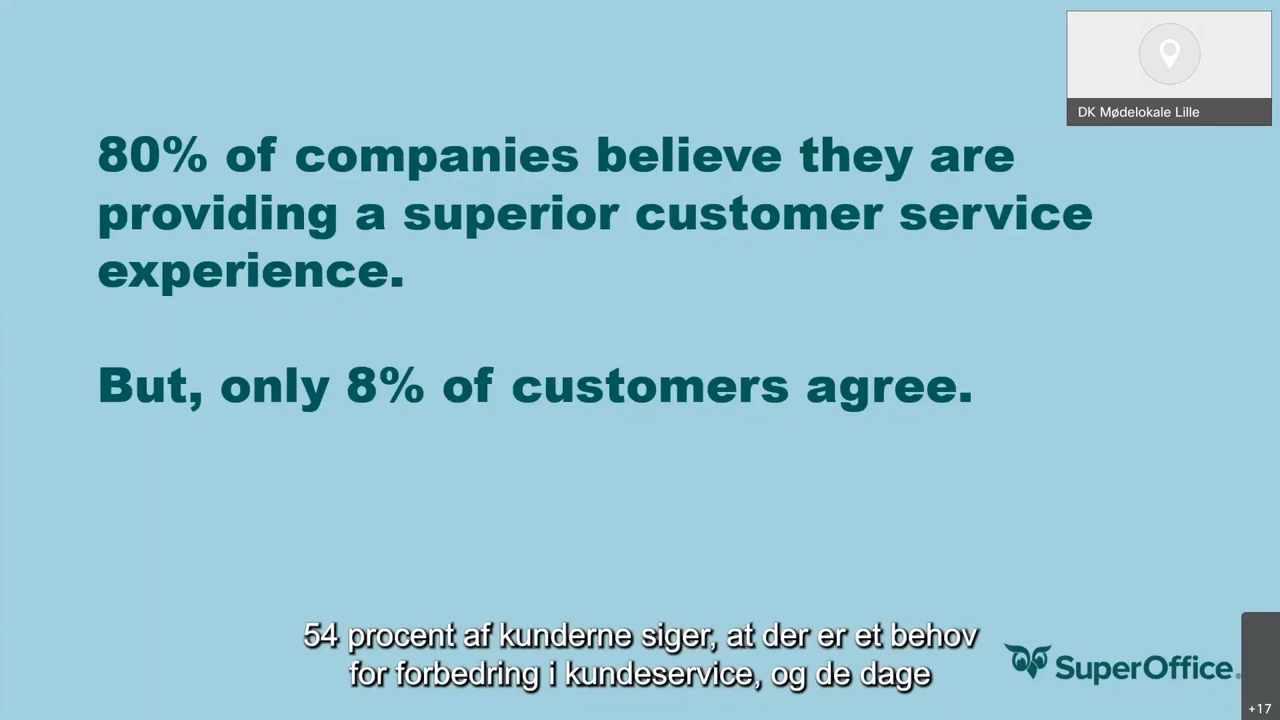 DK Mødelokale Lille
80% of companies believe they are
providing a superior customer service
experience.
But, only 8% of customers agree.
54 procent af kunderne siger, at der er et behov
for forbedring i kundeservice, og de dage
SuperOffice.
+17